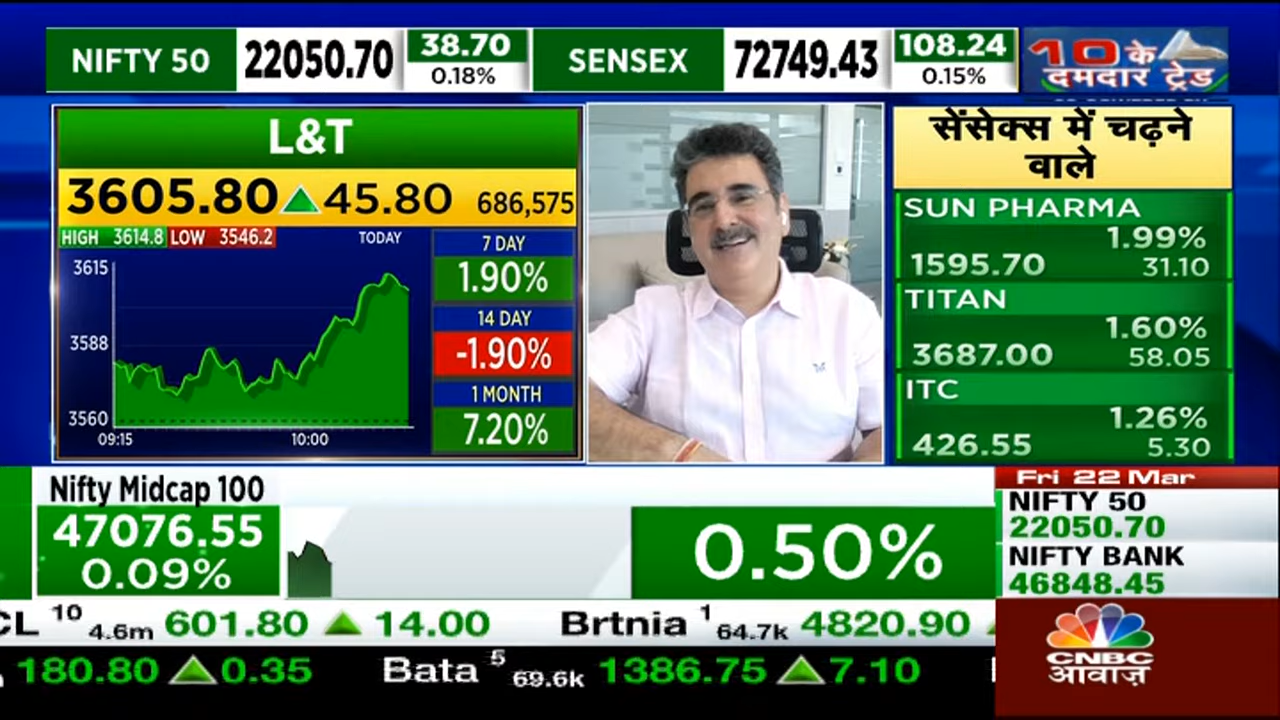 NIFTY 50 22050.70 38.70 0.18% SENSEX 72749.43 108.24 0.15%
10 के
दमदार ट्रेड
L&T
3605.80 45.80 686,575
HIGH 3614.8 LOW 3546.2 TODAY
3615
3588
3560
09:15 10:00
7 DAY
1.90%
14 DAY
-1.90%
1 MONTH
7.20%
सेंसेक्स में चढ़ने
वाले
SUN PHARMA
1.99%
1595.70 31.10
TITAN
1.60%
3687.00 58.05
ITC
1.26%
426.55 5.30
Nifty Midcap 100
47076.55
0.09%
0.50%
Fri 22 Mar
NIFTY 50
22050.70
NIFTY BANK
46848.45
CL 10 4.6m 601.80 14.00 Brtnia 1 64.7k 4820.90
180.80 0.35 Bata 5 69.6k 1386.75 7.10
CNBC
आवाज़